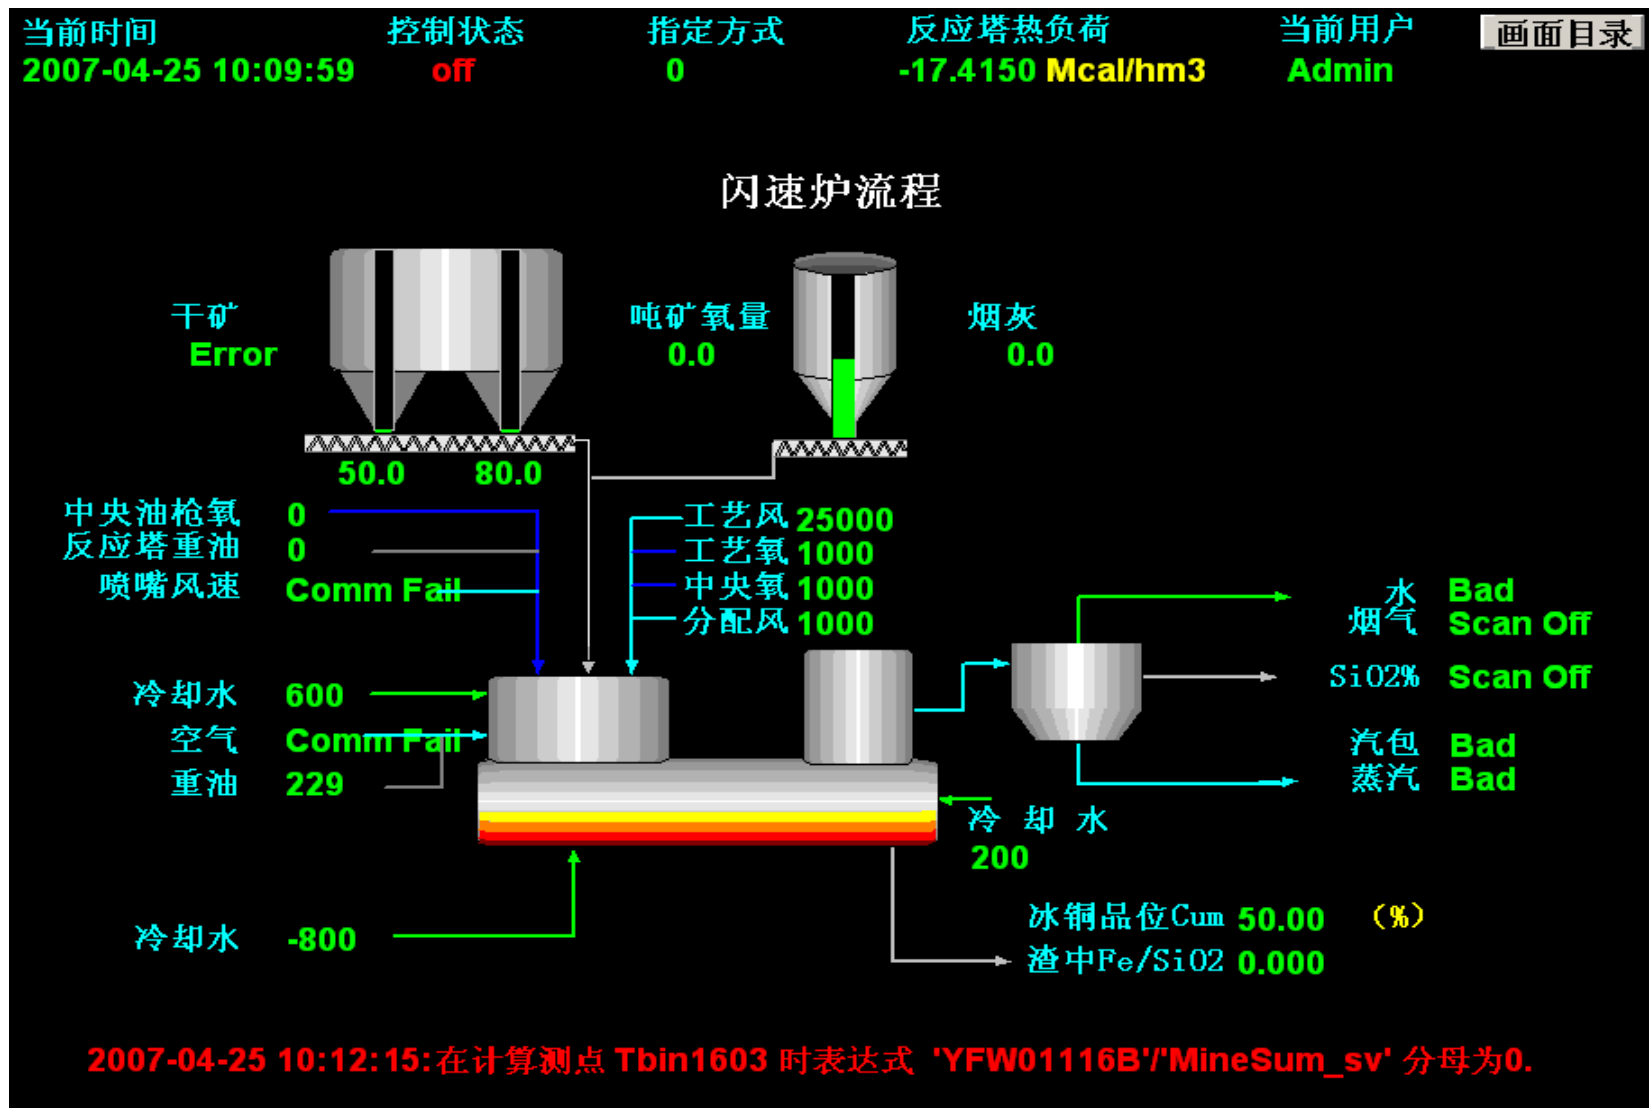 当前时间 控制状态 指定方式 反应塔热负荷 当前用户 画面目录
2007-04-25 10:09:59 off 0 -17.4150 Mcal/hm3 Admin
闪速炉流程
干矿 吨矿氧量 烟灰
Error 0.0 0.0
50.0 80.0
中央油枪氧 0 工艺风 25000
反应塔重油 0 工艺氧 1000
喷嘴风速 Comm Fail 中央氧 1000
水 Bad
分配风 1000 烟气 Scan Off
冷却水 600 SiO2% Scan Off
空气 Comm Fail 汽包 Bad
重油 229 蒸汽 Bad
冷却水
200
冰铜品位Cum 50.00 (%)
冷却水 -800
渣中Fe/SiO2 0.000
2007-04-25 10:12:15:在计算测点 Tbin1603 时表达式 'YFW01116B'/'MineSum_sv' 分母为0.